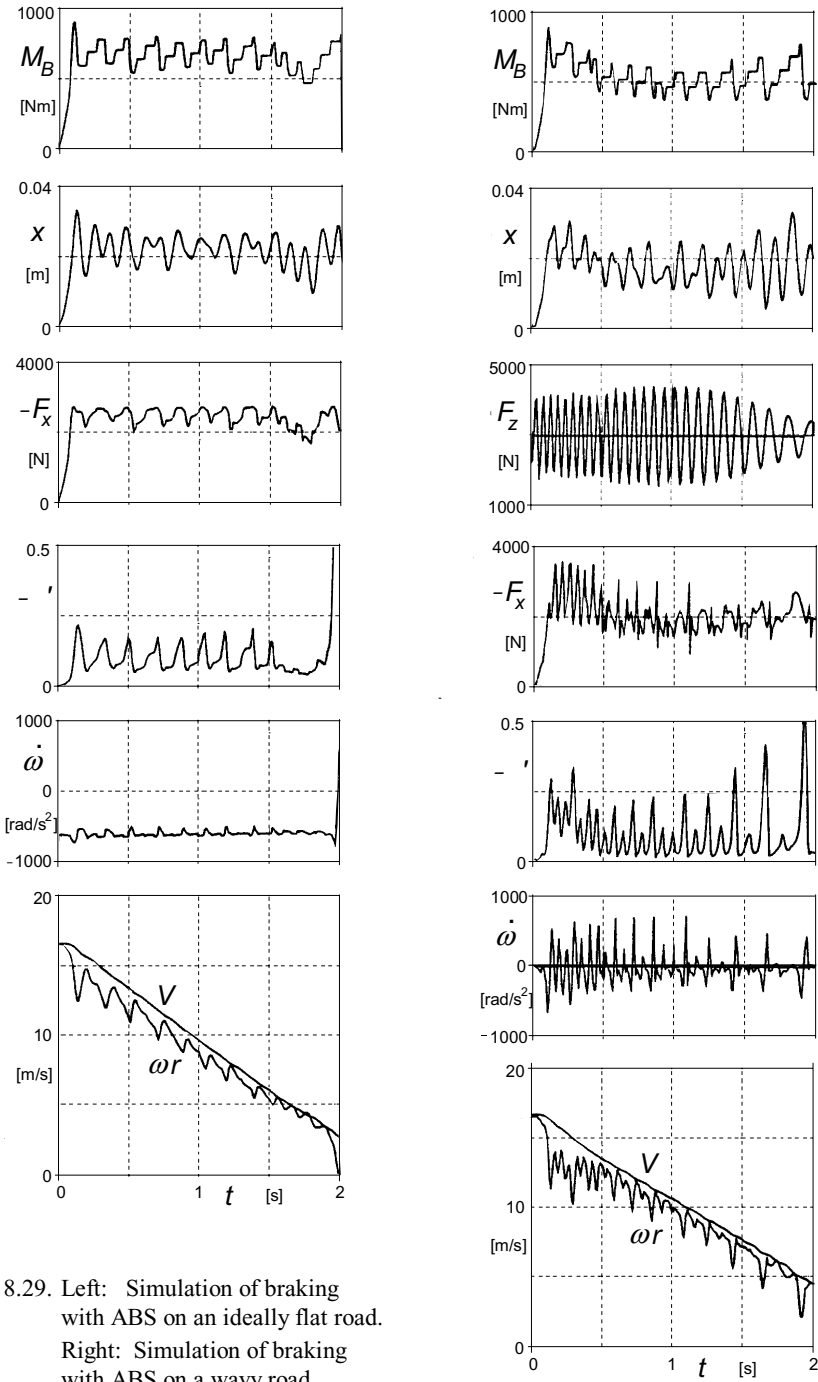 1000
M_B
[Nm]
0
0.04
x
[m]
0
4000
-F_x
[N]
0
0.5
- '
0
1000
ω̇
0
[rad/s²]
-1000
20
V
10
ωr
[m/s]
0
0 1 t [s] 2
8.29. Left: Simulation of braking
with ABS on an ideally flat road.
Right: Simulation of braking
with ABS on a wavy road
1000
M_B
[Nm]
0
0.04
x
[m]
0
5000
F_z
[N]
1000
4000
-F_x
[N]
0
0.5
- '
0
1000
ω̇
0
[rad/s²]
-1000
20
V
10
ωr
[m/s]
0
0 1 t [s] 2